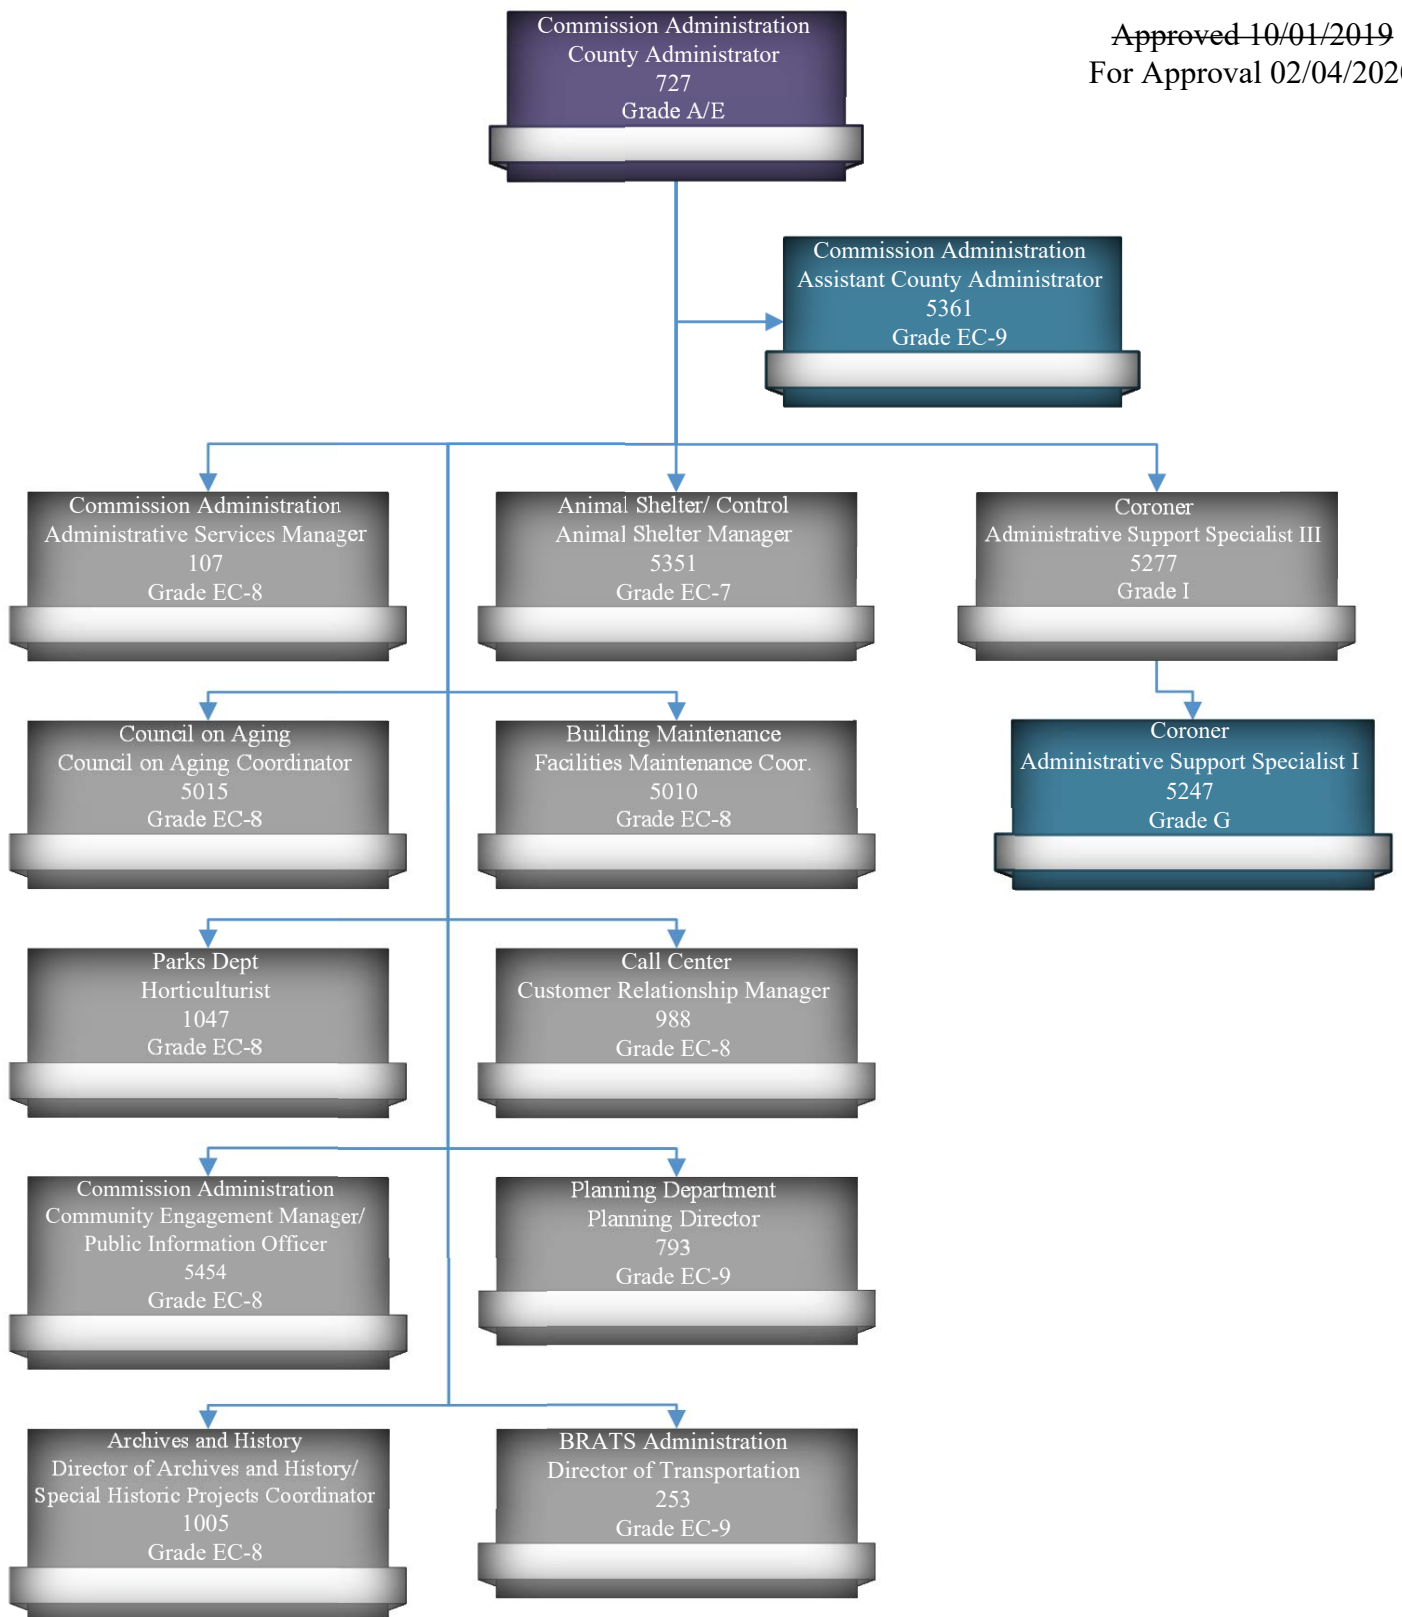 Commission Administration
County Administrator
727
Grade A/E
Approved 10/01/2019
For Approval 02/04/202
Commission Administration
Assistant County Administrator
5361
Grade EC-9
Commission Administration
Administrative Services Manager
107
Grade EC-8
Animal Shelter/ Control
Animal Shelter Manager
5351
Grade EC-7
Coroner
Administrative Support Specialist III
5277
Grade I
Council on Aging
Council on Aging Coordinator
5015
Grade EC-8
Building Maintenance
Facilities Maintenance Coor.
5010
Grade EC-8
Coroner
Administrative Support Specialist I
5247
Grade G
Parks Dept
Horticulturist
1047
Grade EC-8
Call Center
Customer Relationship Manager
988
Grade EC-8
Commission Administration
Community Engagement Manager/
Public Information Officer
5454
Grade EC-8
Planning Department
Planning Director
793
Grade EC-9
Archives and History
Director of Archives and History/
Special Historic Projects Coordinator
1005
Grade EC-8
BRATS Administration
Director of Transportation
253
Grade EC-9